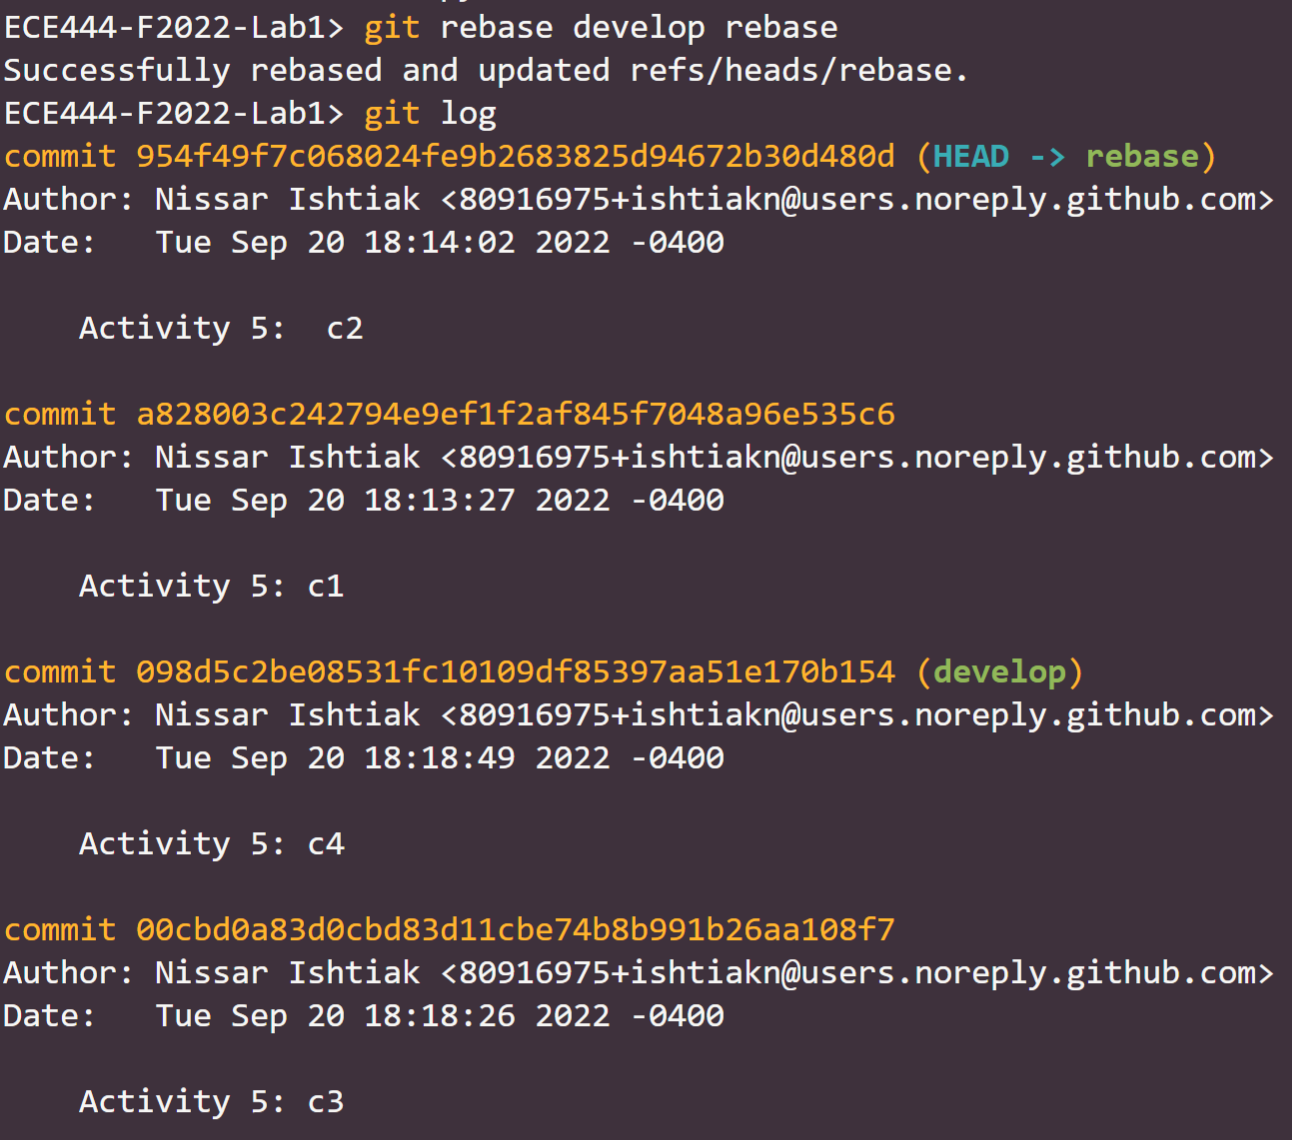 ECE444-F2022-Lab1> git rebase develop rebase
Successfully rebased and updated refs/heads/rebase.
ECE444-F2022-Lab1> git log
commit 954f49f7c068024fe9b2683825d94672b30d480d (HEAD -> rebase)
Author: Nissar Ishtiak <80916975+ishtiakn@users.noreply.github.com>
Date:   Tue Sep 20 18:14:02 2022 -0400
    Activity 5:  c2
commit a828003c242794e9ef1f2af845f7048a96e535c6
Author: Nissar Ishtiak <80916975+ishtiakn@users.noreply.github.com>
Date:   Tue Sep 20 18:13:27 2022 -0400
    Activity 5: c1
commit 098d5c2be08531fc10109df85397aa51e170b154 (develop)
Author: Nissar Ishtiak <80916975+ishtiakn@users.noreply.github.com>
Date:   Tue Sep 20 18:18:49 2022 -0400
    Activity 5: c4
commit 00cbd0a83d0cbd83d11cbe74b8b991b26aa108f7
Author: Nissar Ishtiak <80916975+ishtiakn@users.noreply.github.com>
Date:   Tue Sep 20 18:18:26 2022 -0400
    Activity 5: c3